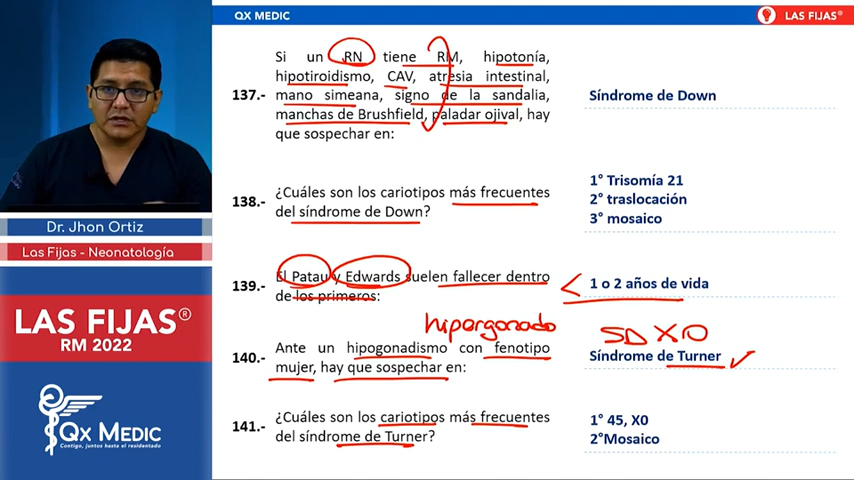 QX MEDIC
LAS FIJAS®
Si un RN tiene RM, hipotonía,
hipotiroidismo, CAV, atresia intestinal,
137.- mano simeana, signo de la sandalia,
manchas de Brushfield, paladar ojival, hay
que sospechar en:
Síndrome de Down
138.- ¿Cuáles son los cariotipos más frecuentes
del síndrome de Down?
1° Trisomía 21
2° traslocación
3° mosaico
Dr. Jhon Ortiz
Las Fijas - Neonatología
139.- El Patau y Edwards suelen fallecer dentro
de los primeros:
< 1 o 2 años de vida
LAS FIJAS®
RM 2022
hipergonado
SD XO
140.- Ante un hipogonadismo con fenotipo
mujer, hay que sospechar en:
Síndrome de Turner
141.- ¿Cuáles son los cariotipos más frecuentes
del síndrome de Turner?
1° 45, X0
2°Mosaico
QX MEDIC
Contigo, juntos hasta el residentado